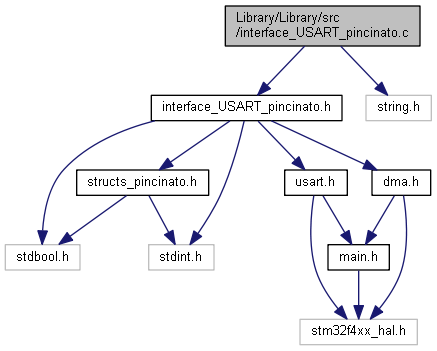 Library/Library/src
/interface_USART_pincinato.c
interface_USART_pincinato.h
string.h
structs_pincinato.h
usart.h
dma.h
stdbool.h
stdint.h
main.h
stm32f4xx_hal.h